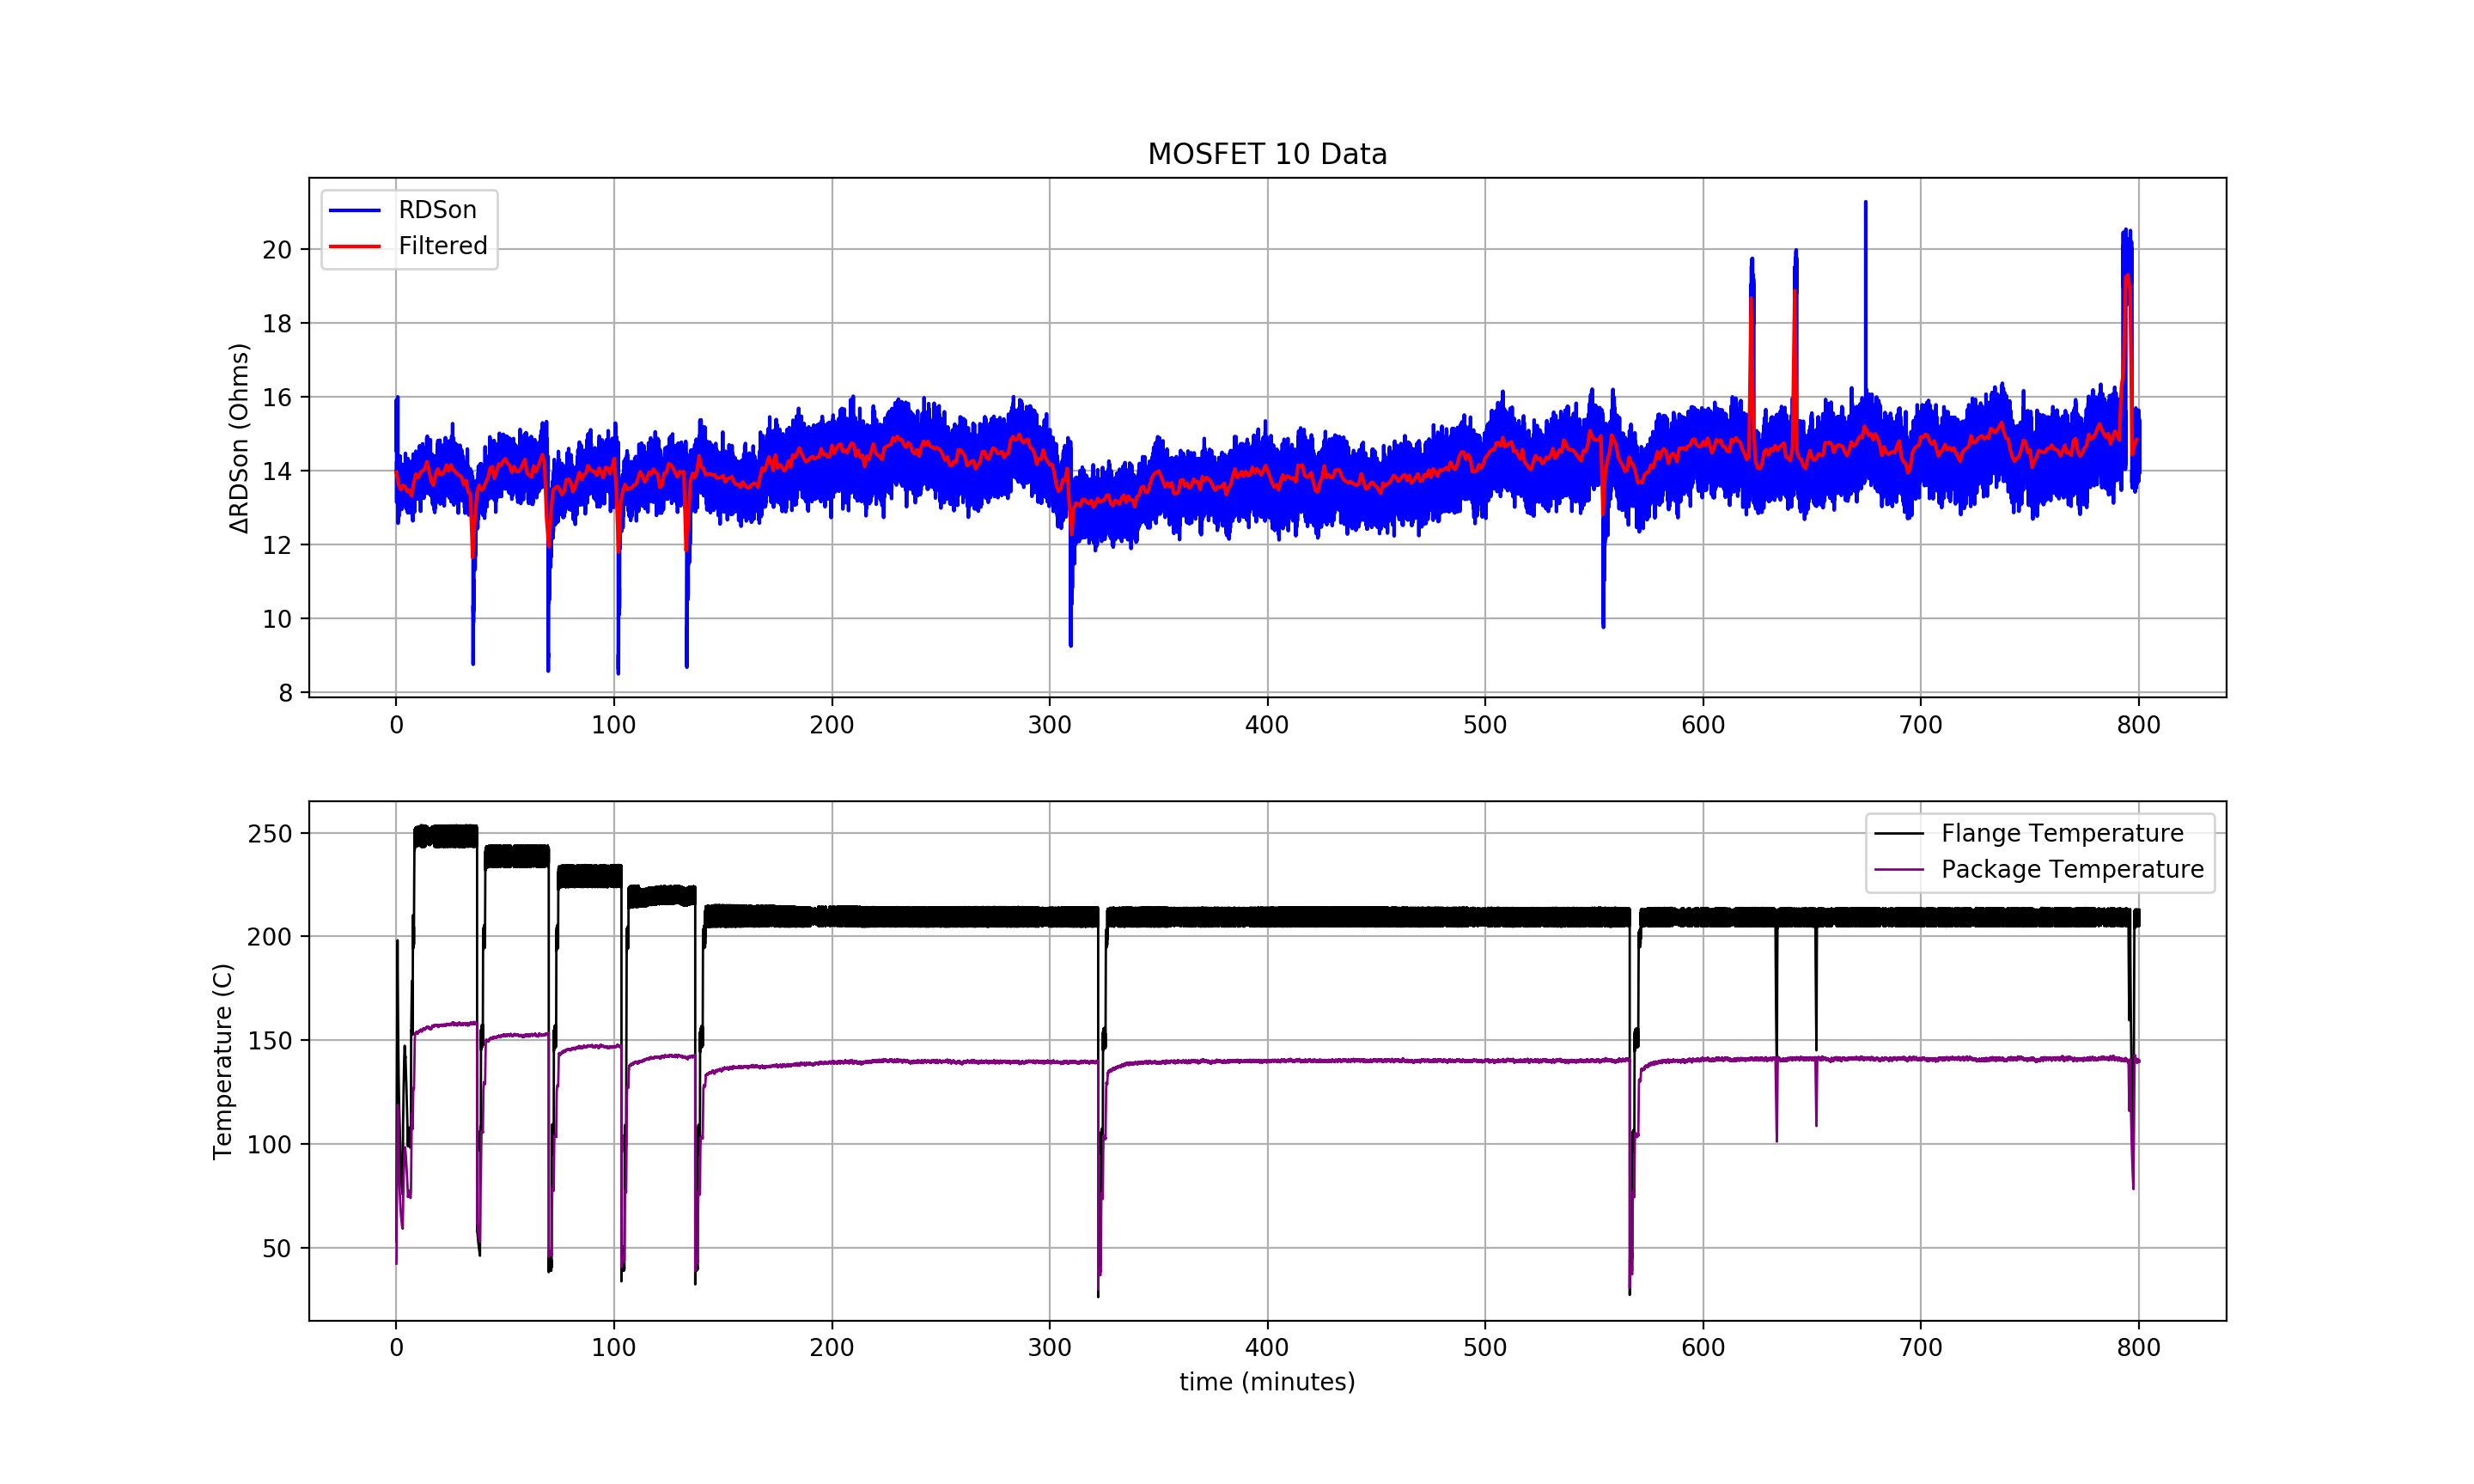 MOSFET 10 Data
RDSon
Filtered
ΔRDSon (Ohms)
20
18
16
14
12
10
8
0 100 200 300 400 500 600 700 800
Flange Temperature
Package Temperature
Temperature (C)
250
200
150
100
50
0 100 200 300 400 500 600 700 800
time (minutes)